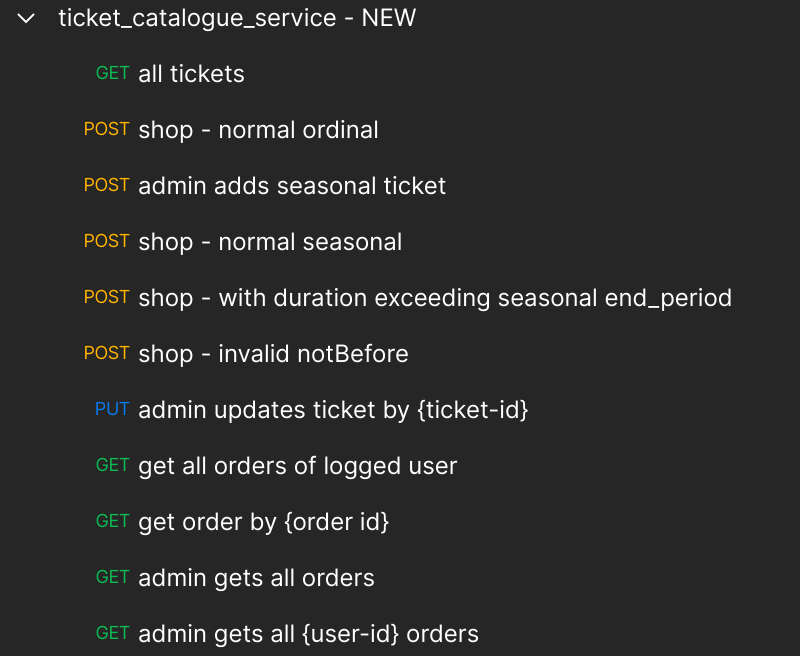 ticket_catalogue_service - NEW
GET all tickets
POST shop - normal ordinal
POST admin adds seasonal ticket
POST shop - normal seasonal
POST shop - with duration exceeding seasonal end_period
POST shop - invalid notBefore
PUT admin updates ticket by {ticket-id}
GET get all orders of logged user
GET get order by {order id}
GET admin gets all orders
GET admin gets all {user-id} orders